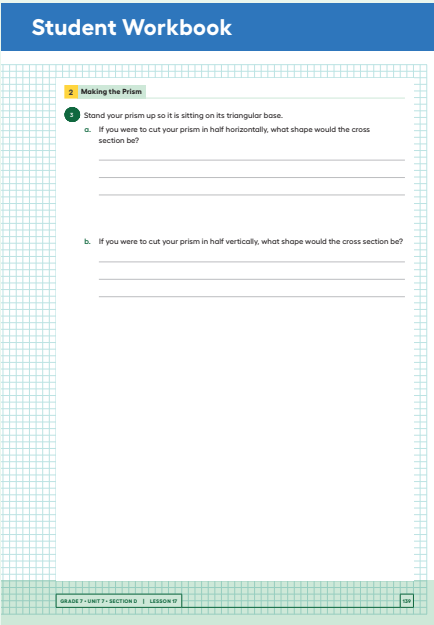 Student Workbook
2 Making the Prism
3 Stand your prism up so it is sitting on its triangular base.
a. If you were to cut your prism in half horizontally, what shape would the cross
section be?
b. If you were to cut your prism in half vertically, what shape would the cross section be?
GRADE 7 • UNIT 7 • SECTION D | LESSON 17
139